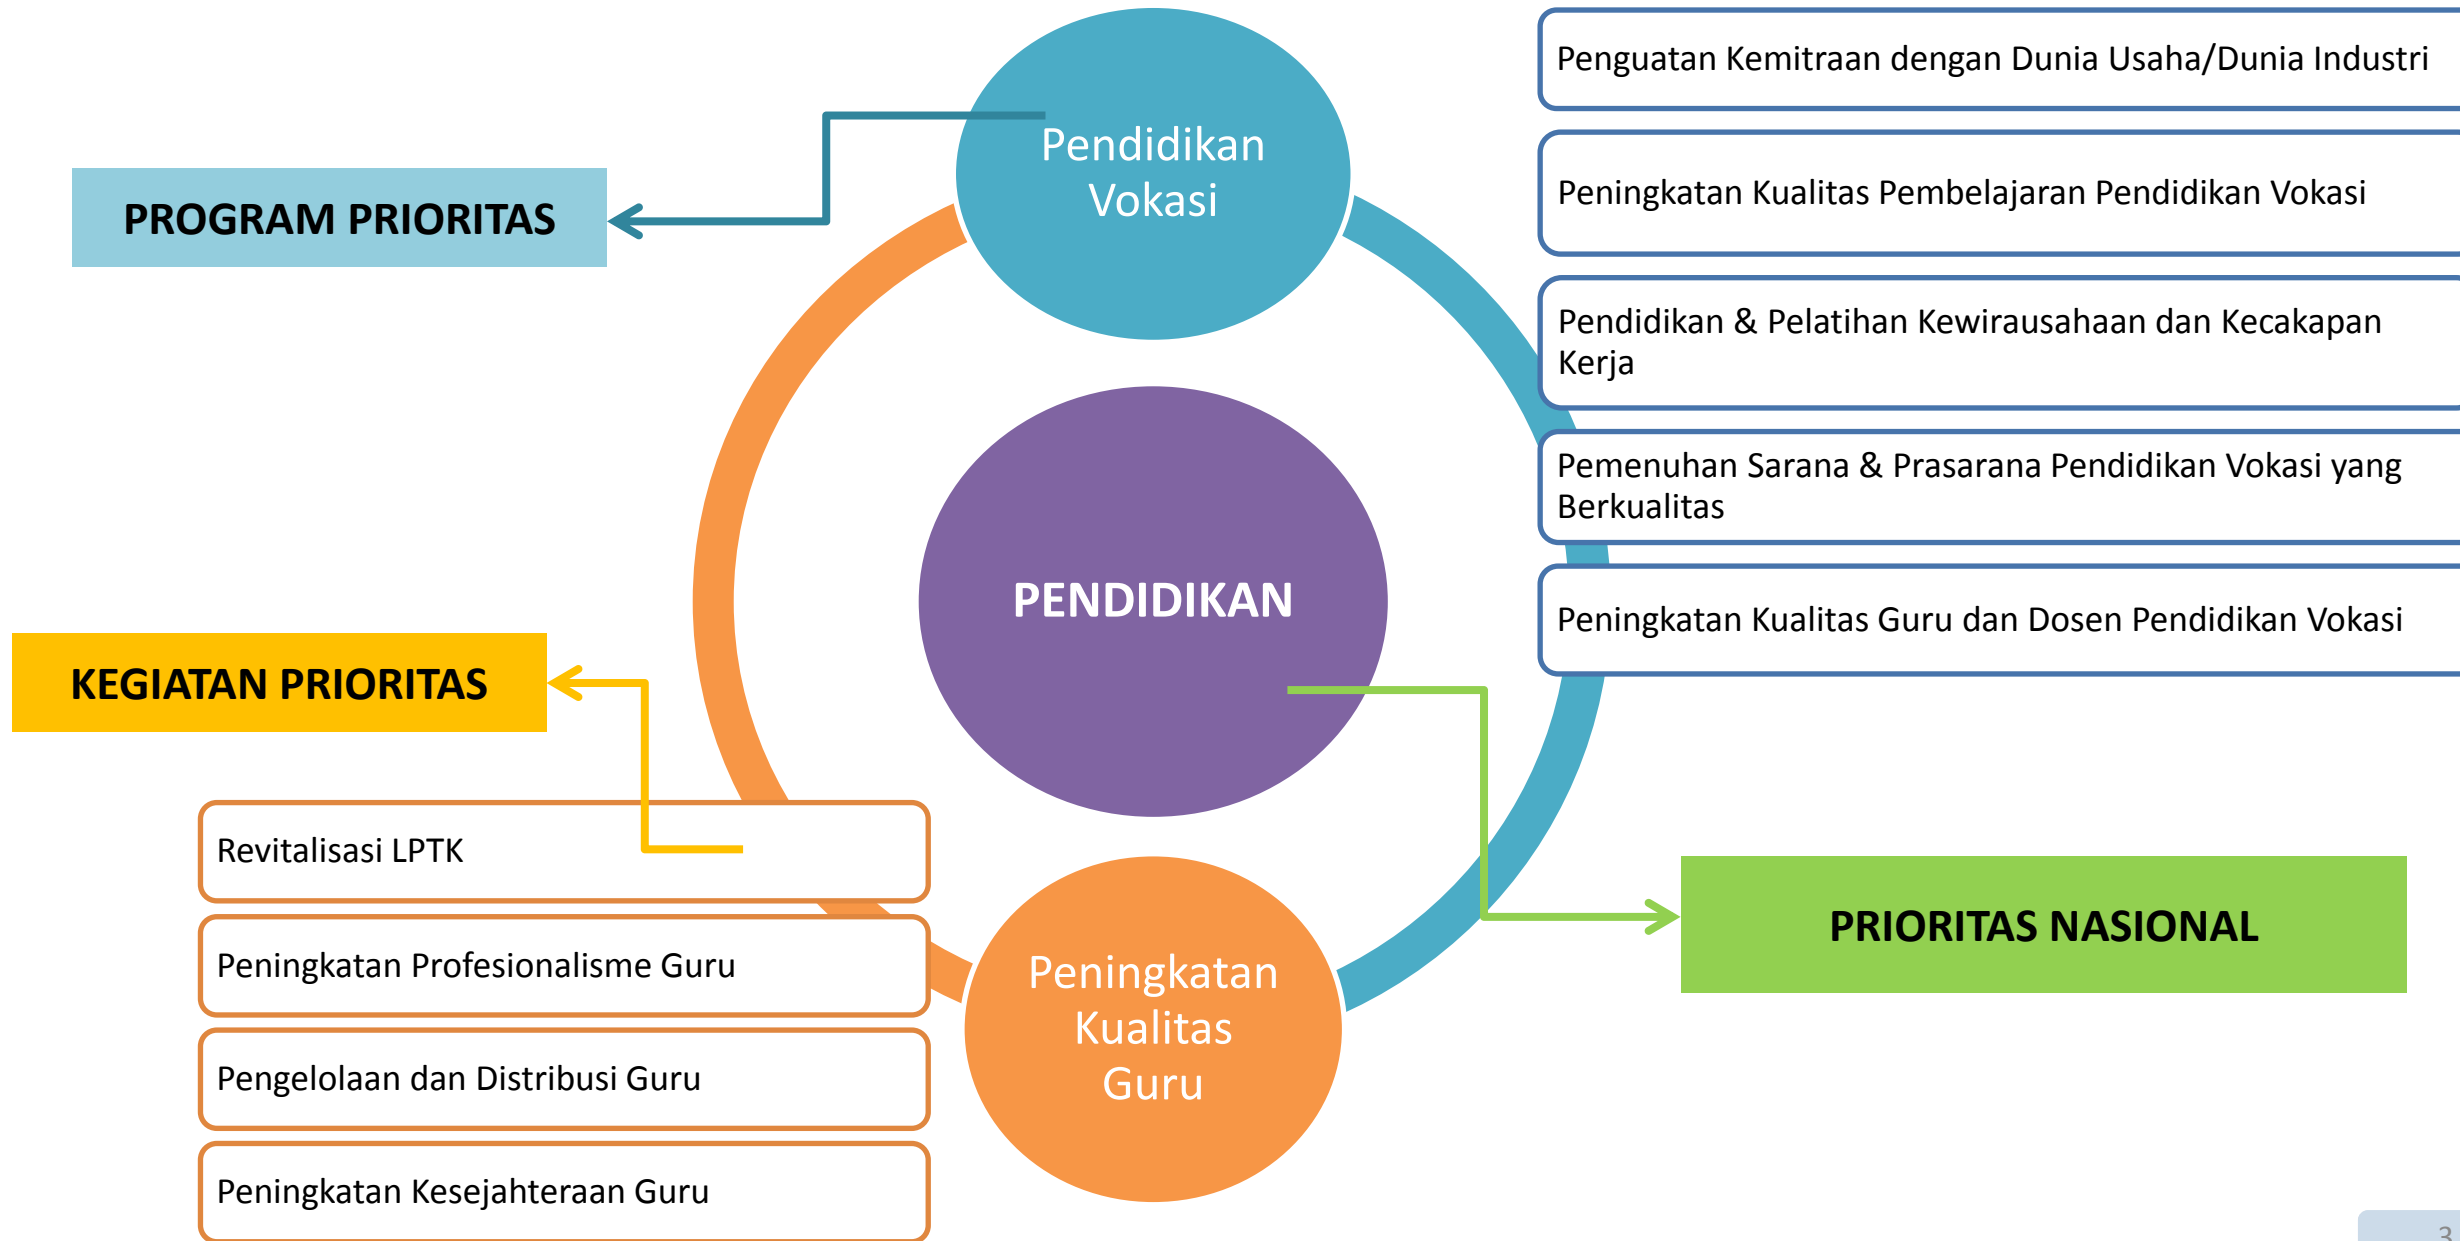 Pendidikan
Vokasi
PROGRAM PRIORITAS
Penguatan Kemitraan dengan Dunia Usaha/Dunia Industri
Peningkatan Kualitas Pembelajaran Pendidikan Vokasi
Pendidikan & Pelatihan Kewirausahaan dan Kecakapan
Kerja
Pemenuhan Sarana & Prasarana Pendidikan Vokasi yang
Berkualitas
Peningkatan Kualitas Guru dan Dosen Pendidikan Vokasi
PENDIDIKAN
KEGIATAN PRIORITAS
Revitalisasi LPTK
Peningkatan Profesionalisme Guru
Pengelolaan dan Distribusi Guru
Peningkatan Kesejahteraan Guru
Peningkatan
Kualitas
Guru
PRIORITAS NASIONAL
3